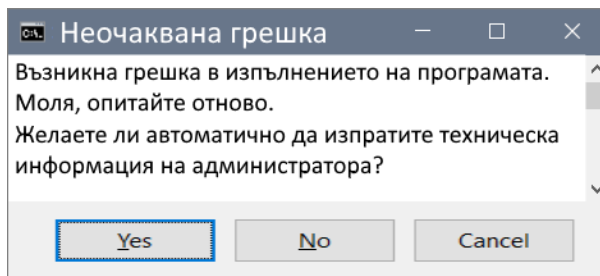 Неочаквана грешка
Възникна грешка в изпълнението на програмата.
Моля, опитайте отново.
Желаете ли автоматично да изпратите техническа
информация на администратора?
Yes No Cancel